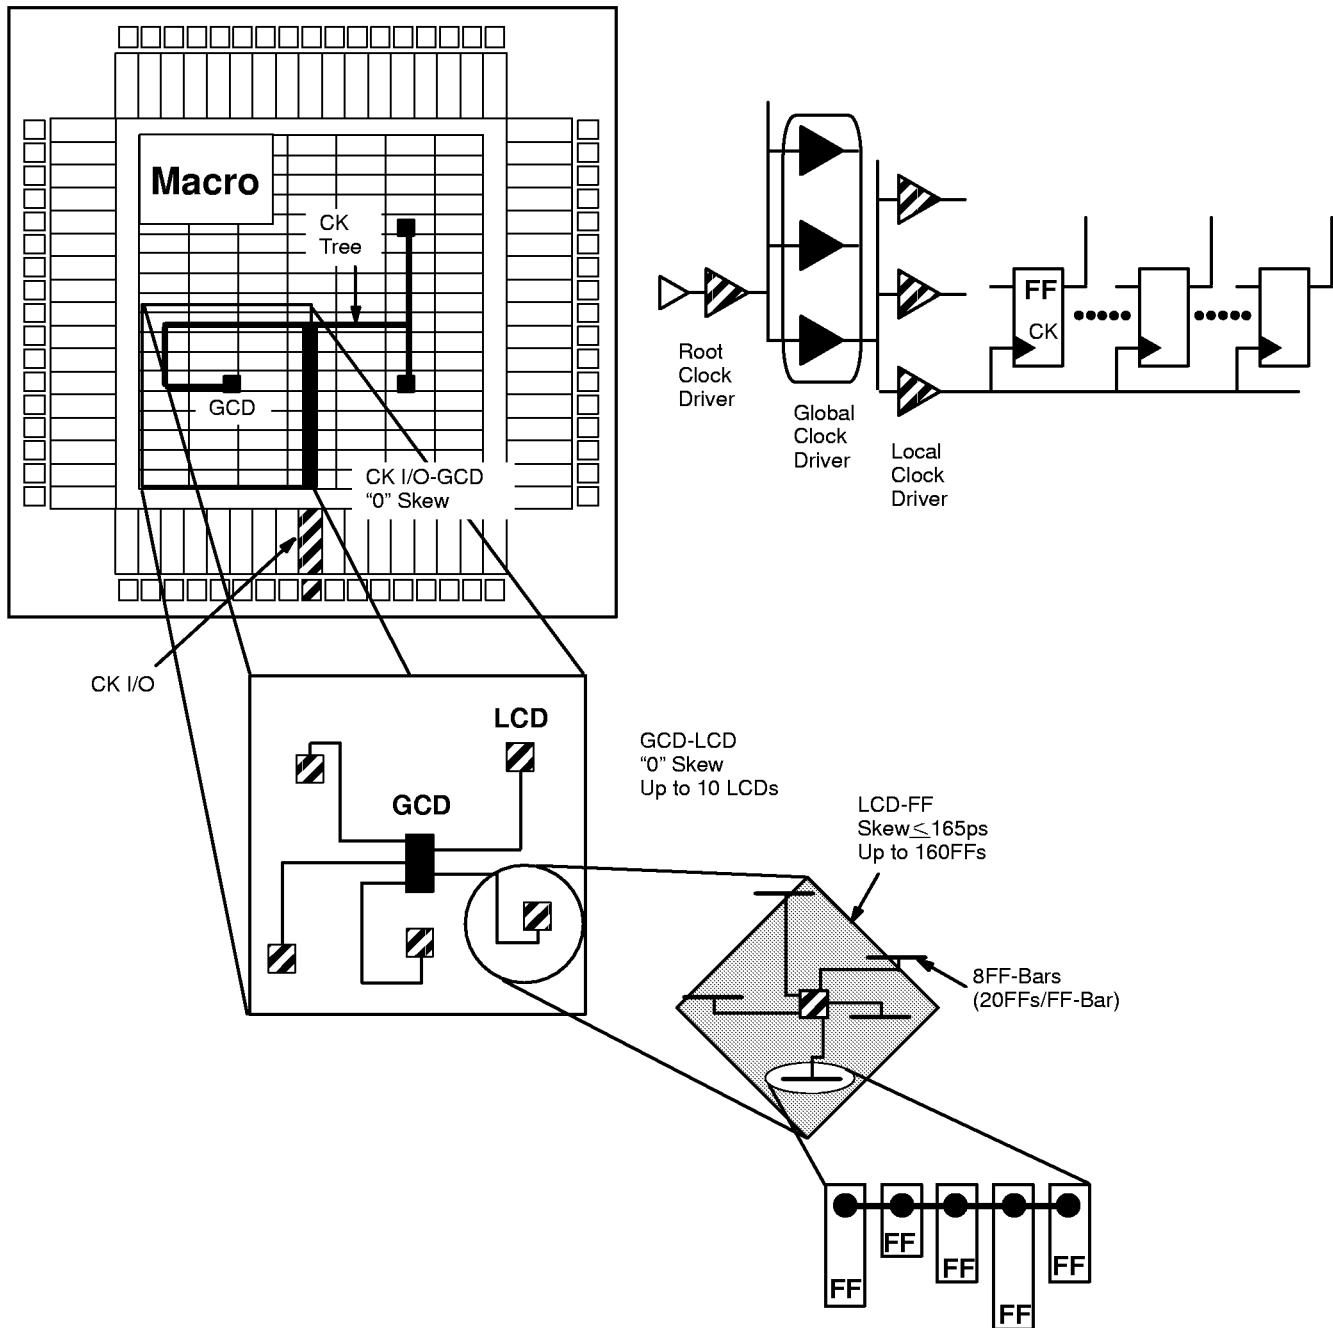 Macro
CK
Tree
GCD
CK I/O-GCD
“0” Skew
CK I/O
Root
Clock
Driver
Global
Clock
Driver
Local
Clock
Driver
FF
CK
LCD
GCD
GCD-LCD
“0” Skew
Up to 10 LCDs
LCD-FF
Skew≤165ps
Up to 160FFs
8FF-Bars
(20FFs/FF-Bar)
FF
FF
FF
FF
FF